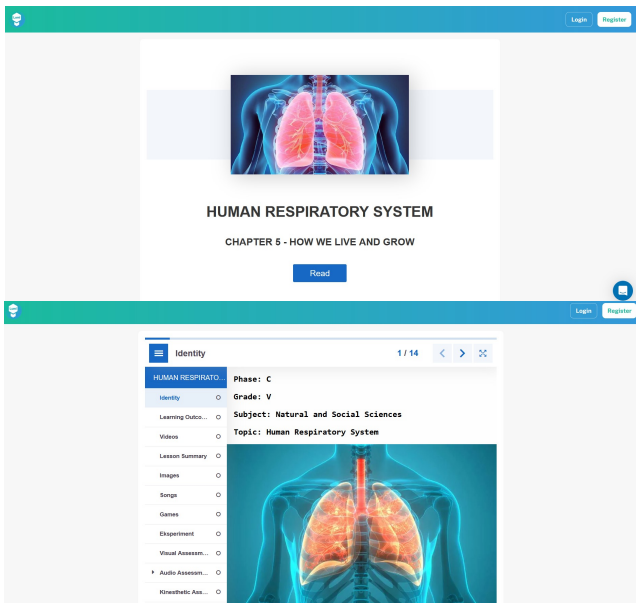 Login Register
HUMAN RESPIRATORY SYSTEM
CHAPTER 5 - HOW WE LIVE AND GROW
Read
Login Register
Identity 1 / 14
HUMAN RESPIRATO...
Identity
Learning Outco...
Videos
Lesson Summary
Images
Songs
Games
Eksperiment
Visual Assessm...
Audio Assessm...
Kinesthetic Ass...
Phase: C
Grade: V
Subject: Natural and Social Sciences
Topic: Human Respiratory System